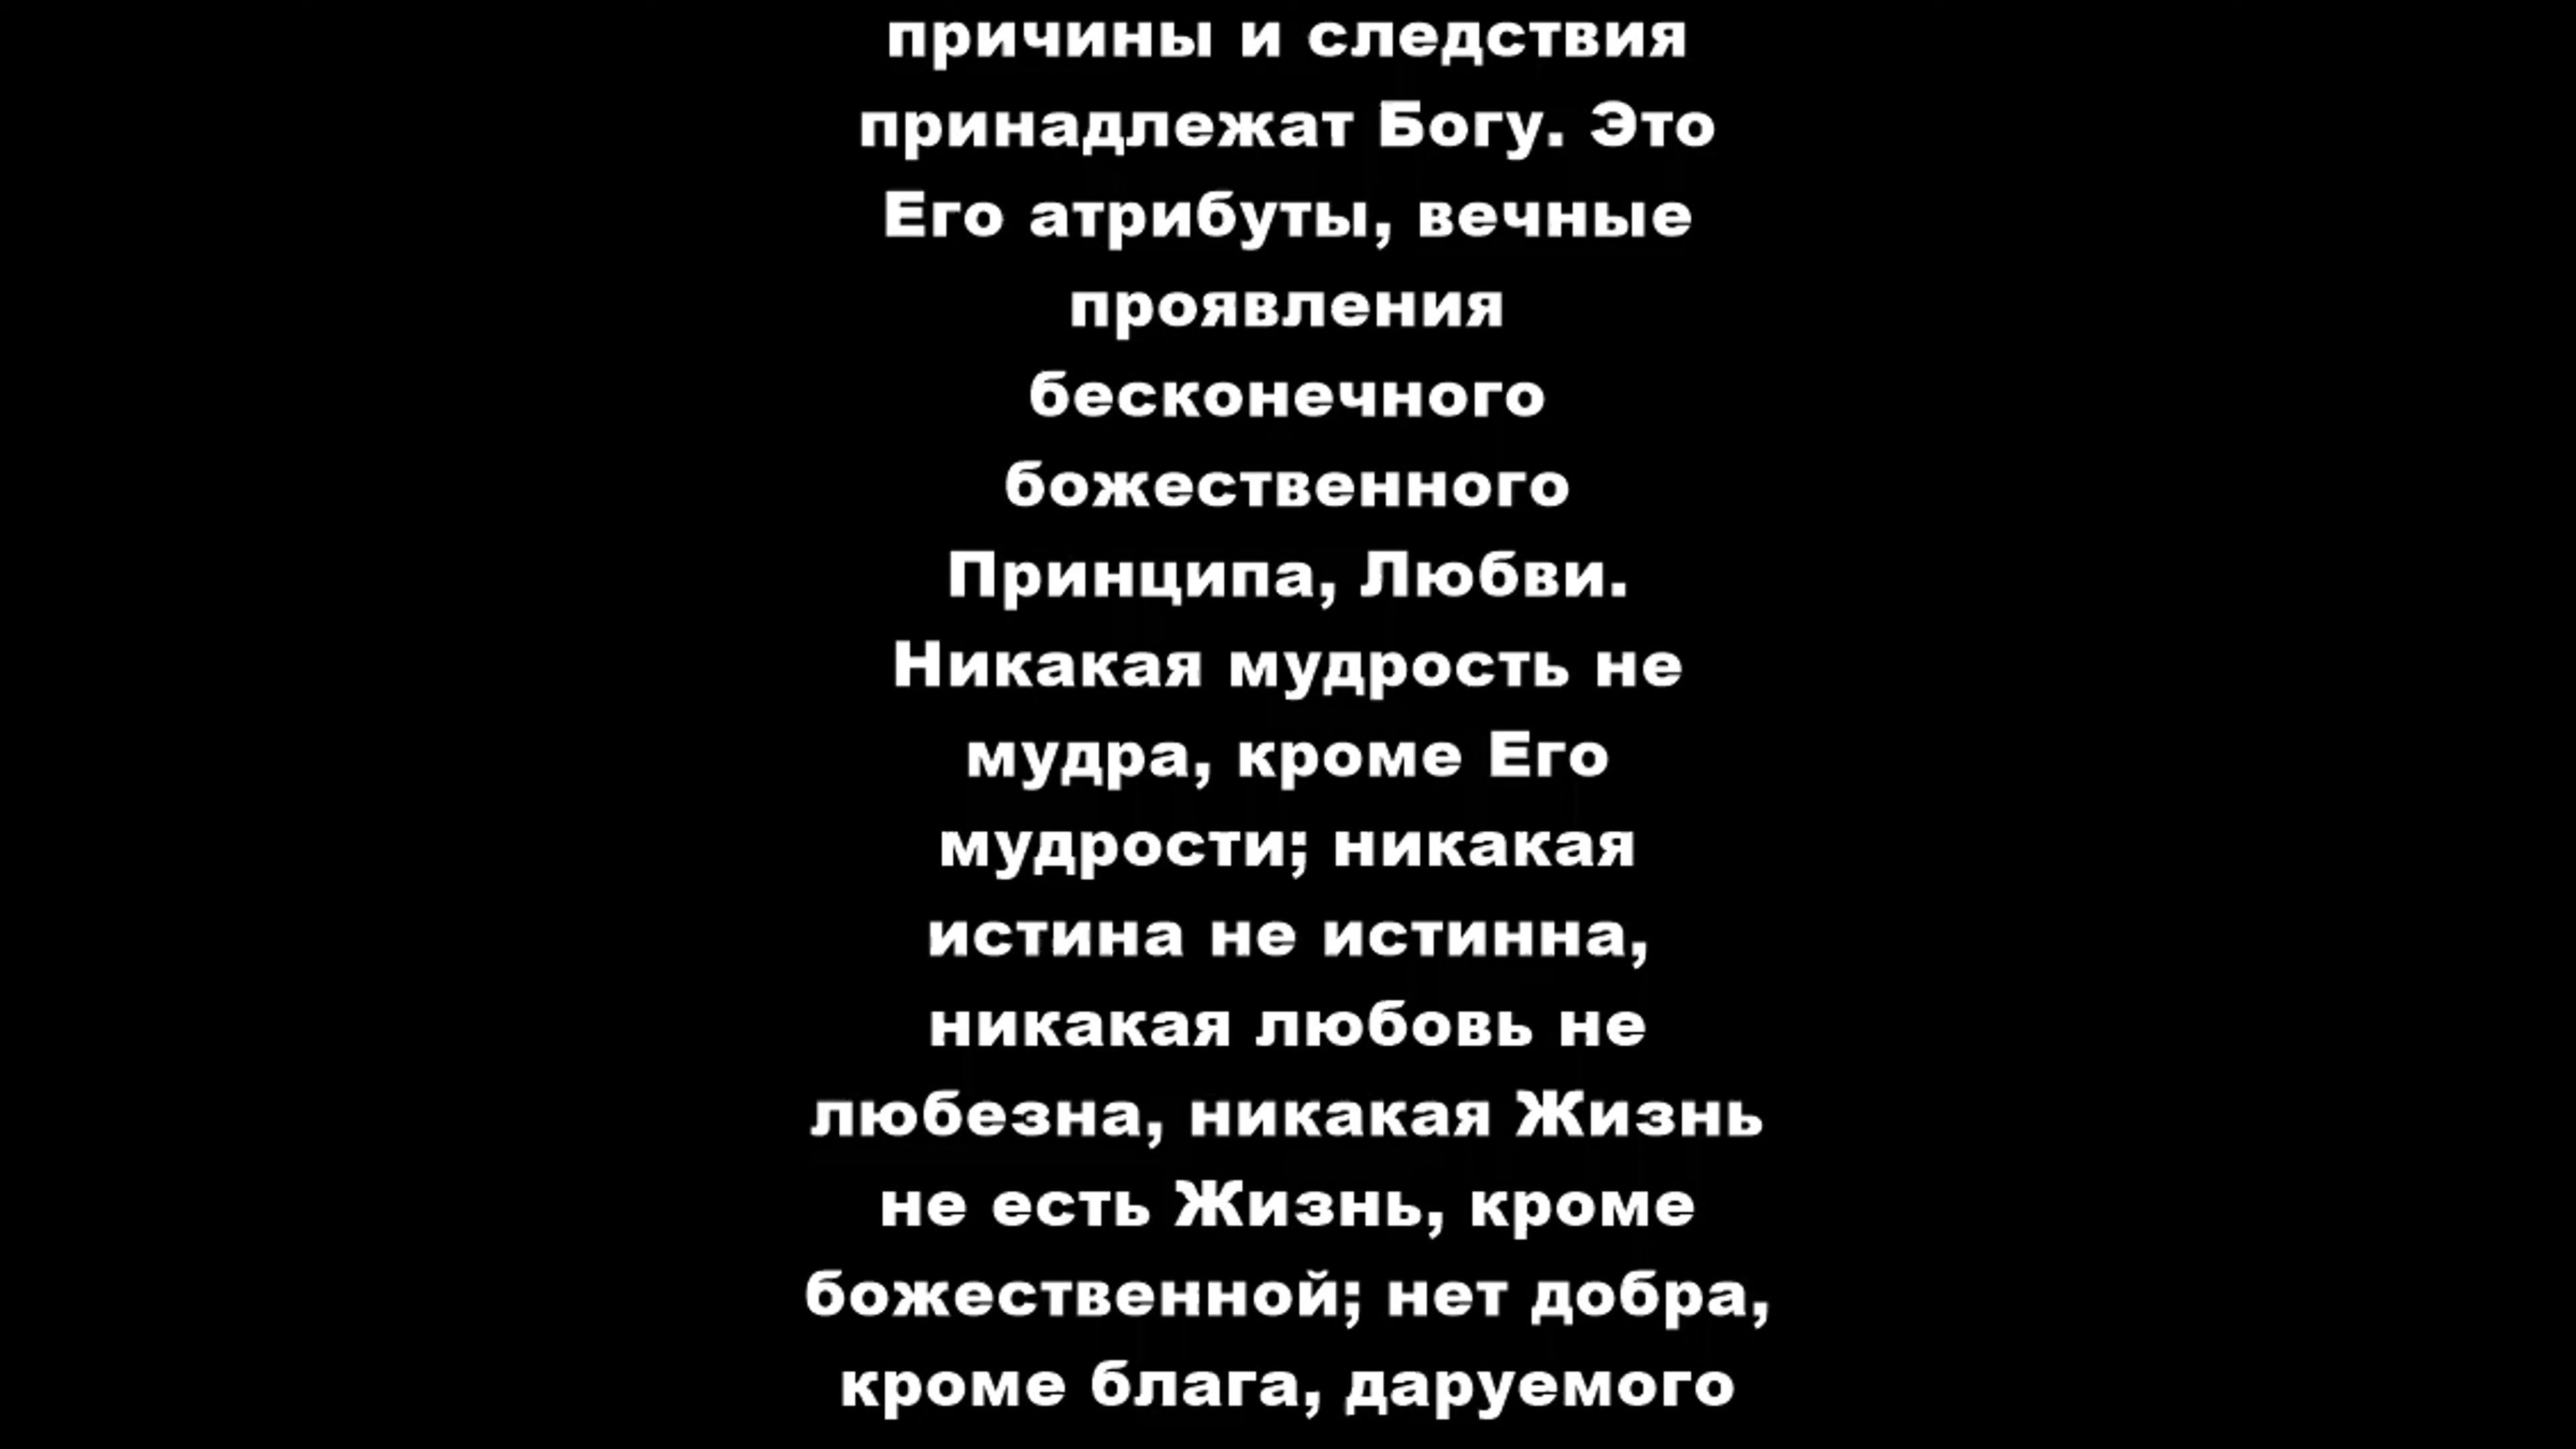 причины и следствия
принадлежат Богу. Это
Его атрибуты, вечные
проявления
бесконечного
божественного
Принципа, Любви.
Никакая мудрость не
мудра, кроме Его
мудрости; никакая
истина не истинна,
никакая любовь не
любезна, никакая Жизнь
не есть Жизнь, кроме
божественной; нет добра,
кроме блага, даруемого